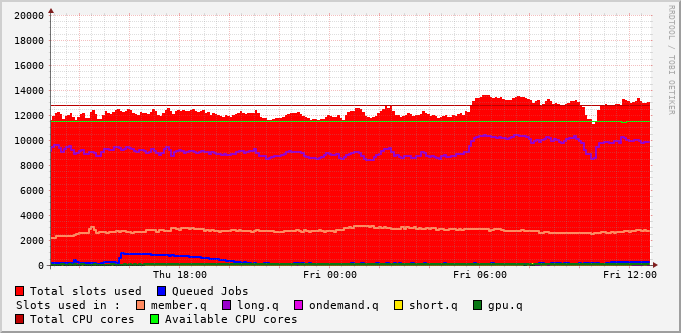 RRDTOOL / TOBI OETIKER
20000
18000
16000
14000
12000
10000
8000
6000
4000
2000
0
Thu 18:00 Fri 00:00 Fri 06:00 Fri 12:00
Total slots used Queued Jobs
Slots used in : member.q long.q ondemand.q short.q gpu.q
Total CPU cores Available CPU cores